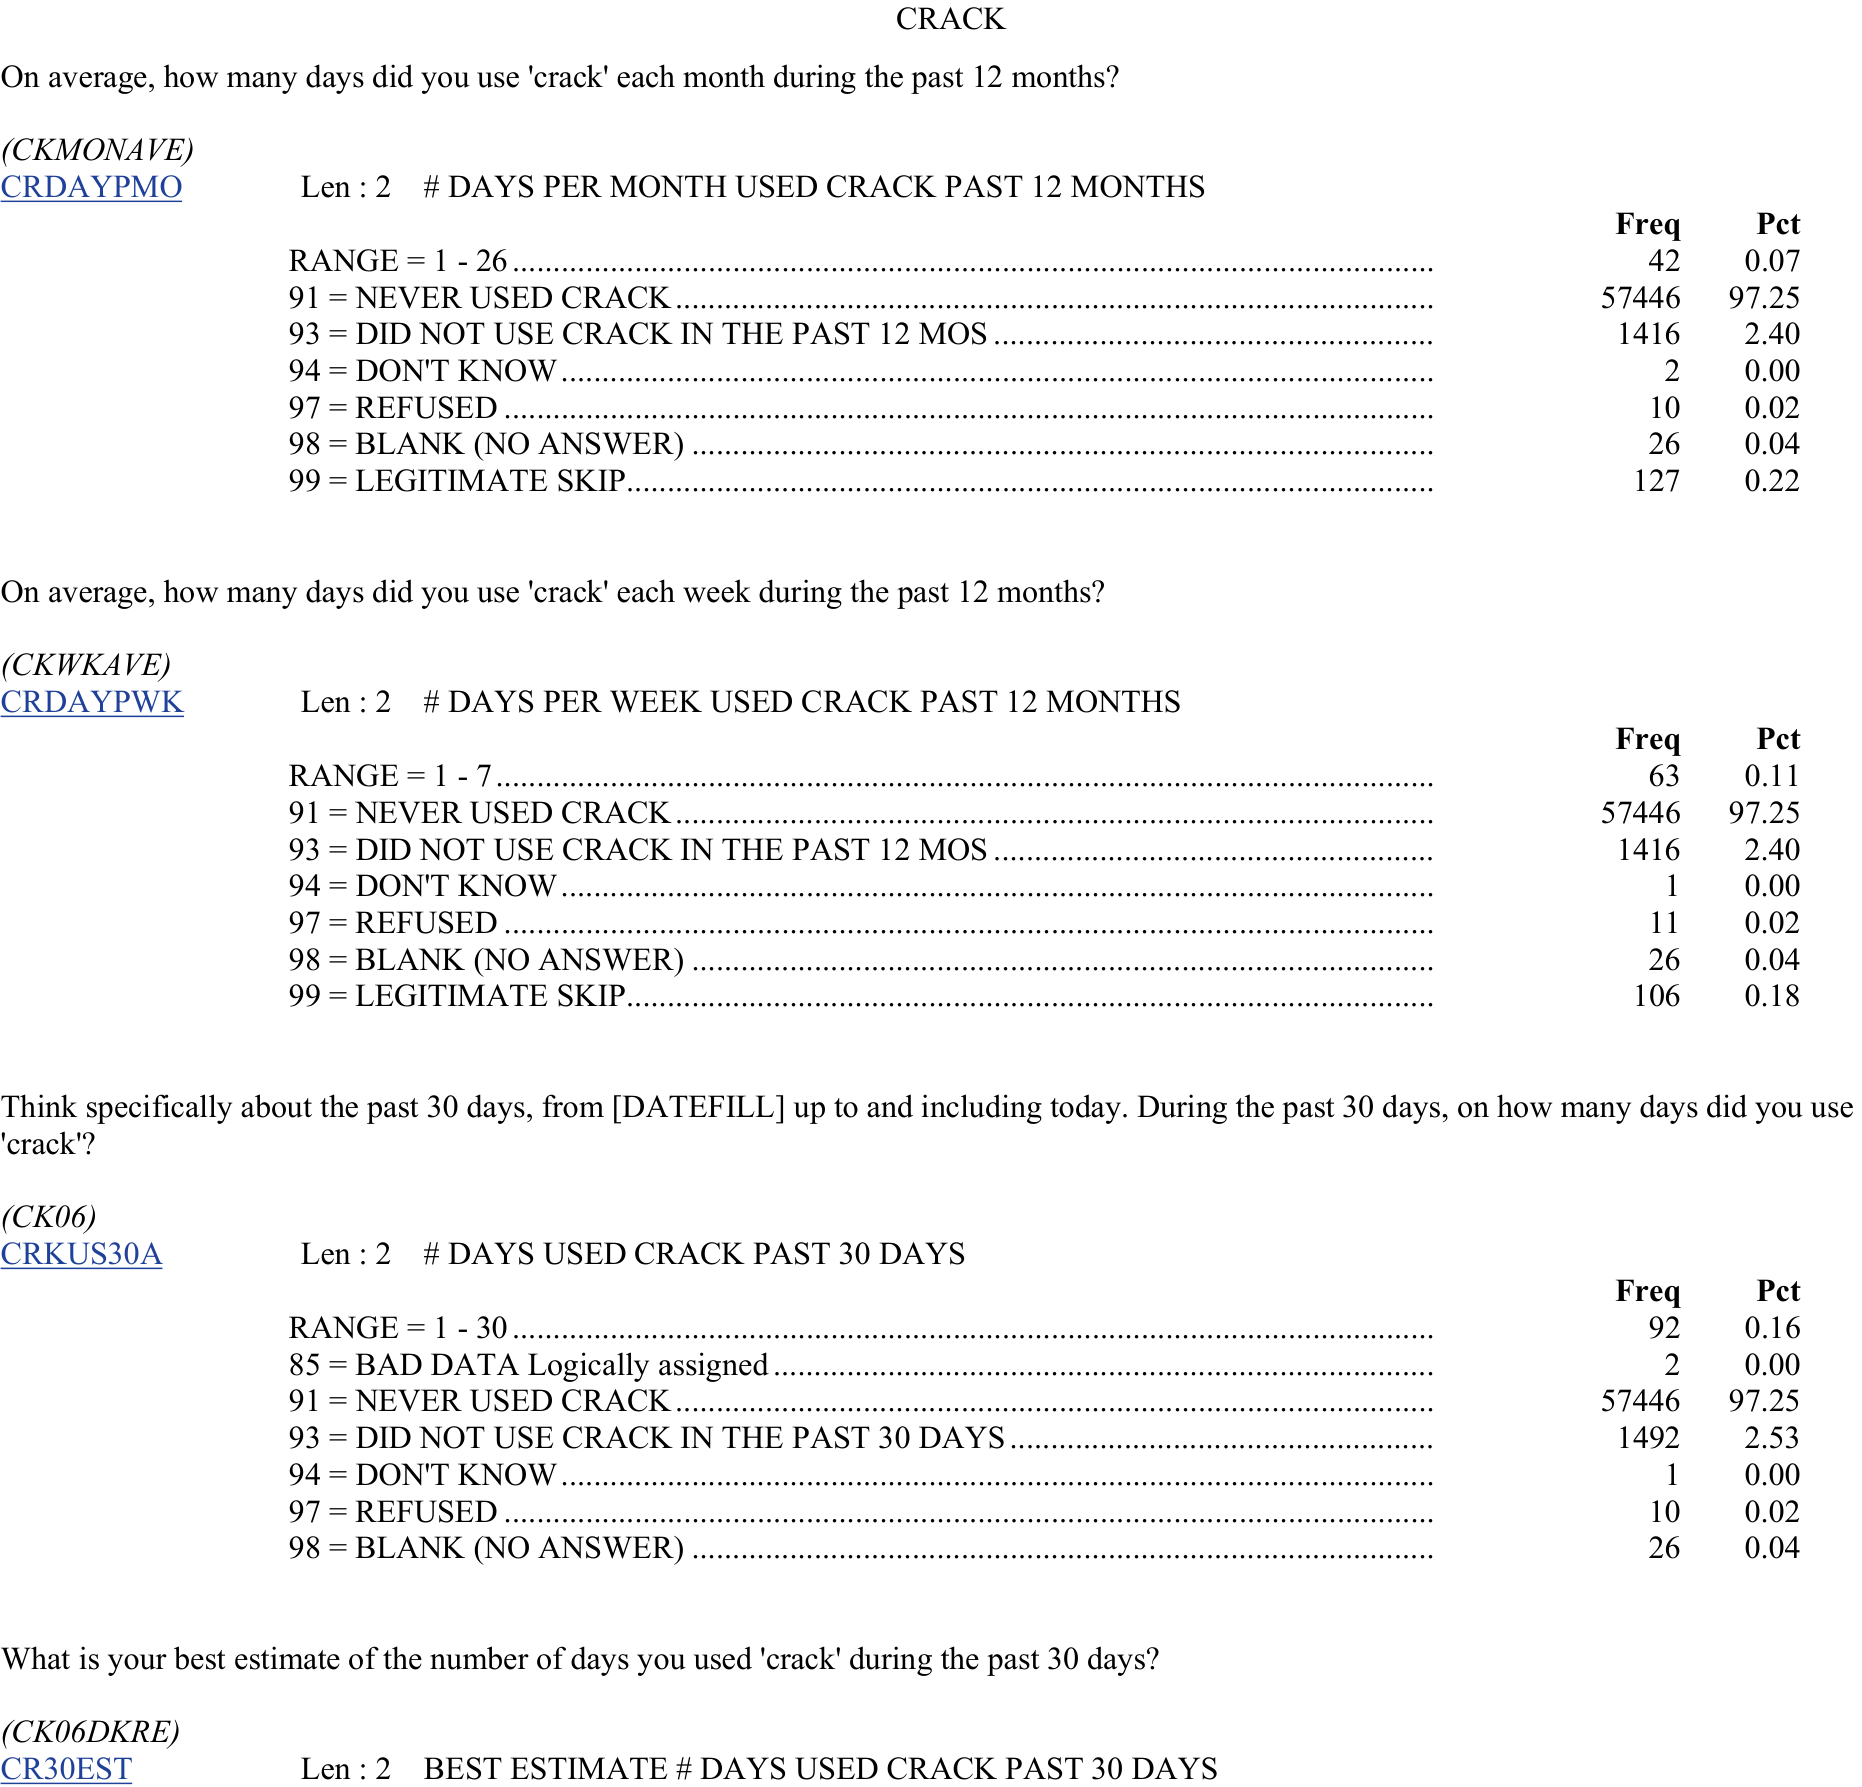 CRACK
On average, how many days did you use 'crack' each month during the past 12 months?
(CKMONAVE)
CRDAYPMO Len : 2 # DAYS PER MONTH USED CRACK PAST 12 MONTHS
Freq Pct
RANGE = 1 - 26 ........ 42 0.07
91 = NEVER USED CRACK ........ 57446 97.25
93 = DID NOT USE CRACK IN THE PAST 12 MOS ........ 1416 2.40
94 = DON'T KNOW ........ 2 0.00
97 = REFUSED ........ 10 0.02
98 = BLANK (NO ANSWER) ........ 26 0.04
99 = LEGITIMATE SKIP ........ 127 0.22
On average, how many days did you use 'crack' each week during the past 12 months?
(CKWKAVE)
CRDAYPWK Len : 2 # DAYS PER WEEK USED CRACK PAST 12 MONTHS
Freq Pct
RANGE = 1 - 7 ........ 63 0.11
91 = NEVER USED CRACK ........ 57446 97.25
93 = DID NOT USE CRACK IN THE PAST 12 MOS ........ 1416 2.40
94 = DON'T KNOW ........ 1 0.00
97 = REFUSED ........ 11 0.02
98 = BLANK (NO ANSWER) ........ 26 0.04
99 = LEGITIMATE SKIP ........ 106 0.18
Think specifically about the past 30 days, from [DATEFILL] up to and including today. During the past 30 days, on how many days did you use
'crack'?
(CK06)
CRKUS30A Len : 2 # DAYS USED CRACK PAST 30 DAYS
Freq Pct
RANGE = 1 - 30 ........ 92 0.16
85 = BAD DATA Logically assigned ........ 2 0.00
91 = NEVER USED CRACK ........ 57446 97.25
93 = DID NOT USE CRACK IN THE PAST 30 DAYS ........ 1492 2.53
94 = DON'T KNOW ........ 1 0.00
97 = REFUSED ........ 10 0.02
98 = BLANK (NO ANSWER) ........ 26 0.04
What is your best estimate of the number of days you used 'crack' during the past 30 days?
(CK06DKRE)
CR30EST Len : 2 BEST ESTIMATE # DAYS USED CRACK PAST 30 DAYS